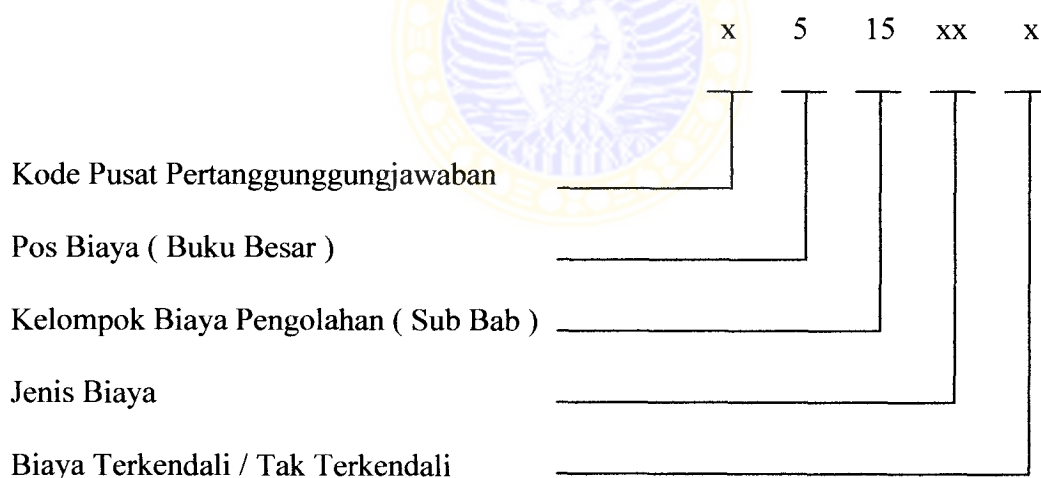 x 5 15 xx x
Kode Pusat Pertanggunggungjawaban
Pos Biaya ( Buku Besar )
Kelompok Biaya Pengolahan ( Sub Bab )
Jenis Biaya
Biaya Terkendali / Tak Terkendali